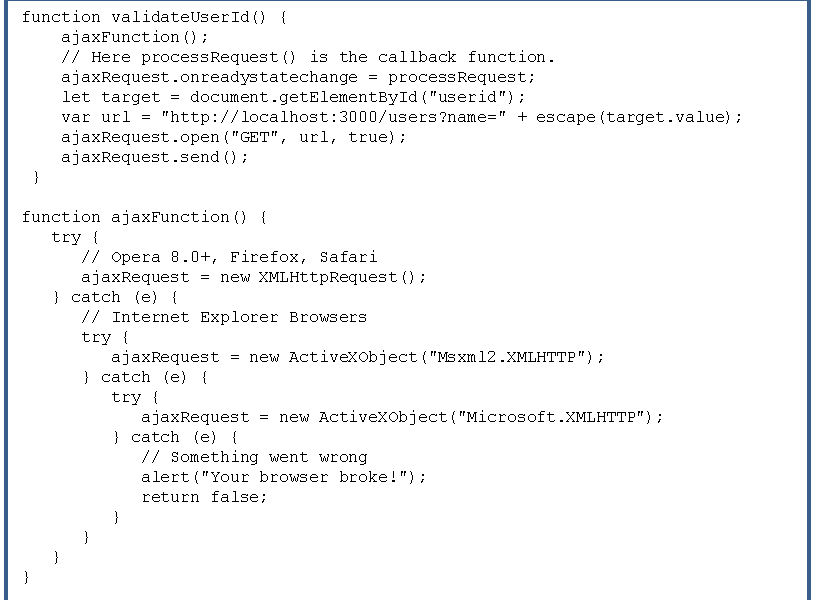 function validateUserId() {
    ajaxFunction();
    // Here processRequest() is the callback function.
    ajaxRequest.onreadystatechange = processRequest;
    let target = document.getElementById("userid");
    var url = "http://localhost:3000/users?name=" + escape(target.value);
    ajaxRequest.open("GET", url, true);
    ajaxRequest.send();
 }

function ajaxFunction() {
   try {
      // Opera 8.0+, Firefox, Safari
      ajaxRequest = new XMLHttpRequest();
   } catch (e) {
      // Internet Explorer Browsers
      try {
         ajaxRequest = new ActiveXObject("Msxml2.XMLHTTP");
      } catch (e) {
         try {
            ajaxRequest = new ActiveXObject("Microsoft.XMLHTTP");
         } catch (e) {
            // Something went wrong
            alert("Your browser broke!");
            return false;
         }
      }
   }
}